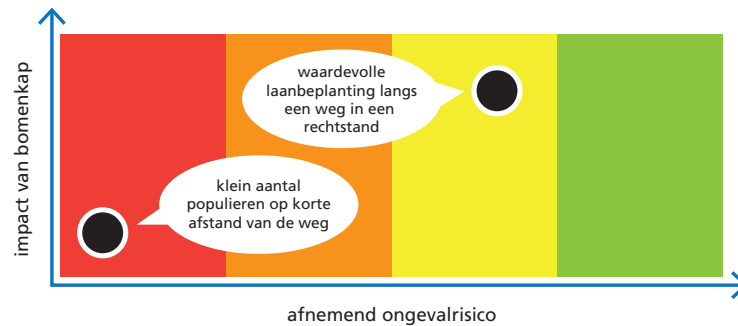 impact van bomenkap
waardevolle
laanbeplanting langs
een weg in een
rechtstand
klein aantal
populieren op korte
afstand van de weg
afnemend ongevalrisico